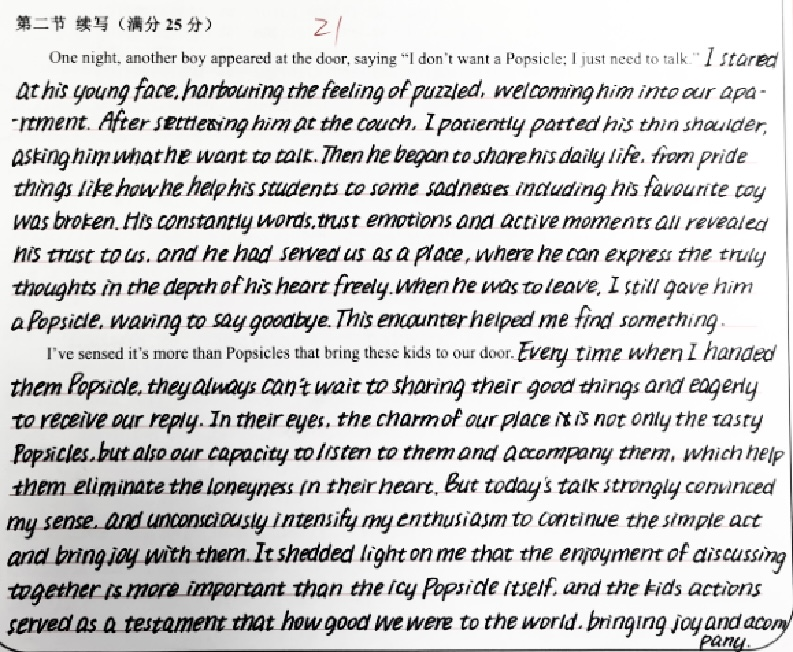 第二节 续写（满分 25 分）
21
One night, another boy appeared at the door, saying “I don’t want a Popsicle; I just need to talk.” I stared
at his young face, harbouring the feeling of puzzled, welcoming him into our apa-
-rtment. After settleing him at the couch, I patiently patted his thin shoulder,
asking him what he want to talk. Then he began to share his daily life, from pride
things like how he help his students to some sadnesses including his favourite toy
was broken. His constantly words, trust emotions and active moments all revealed
his trust to us, and he had served us as a place, where he can express the truly
thoughts in the depth of his heart freely. When he was to leave, I still gave him
a Popsicle, waving to say goodbye. This encounter helped me find something.
I’ve sensed it’s more than Popsicles that bring these kids to our door. Every time when I handed
them Popsicle, they always can't wait to sharing their good things and eagerly
to receive our reply. In their eyes, the charm of our place is not only the tasty
Popsicles, but also our capacity to listen to them and accompany them, which help
them eliminate the loneyness in their heart. But today's talk strongly convinced
my sense, and unconsciously intensify my enthusiasm to continue the simple act
and bring joy with them. It shedded light on me that the enjoyment of discussing
together is more important than the icy Popsicle itself, and the kids actions
served as a testament that how good we were to the world, bringing joy and acom
pany.